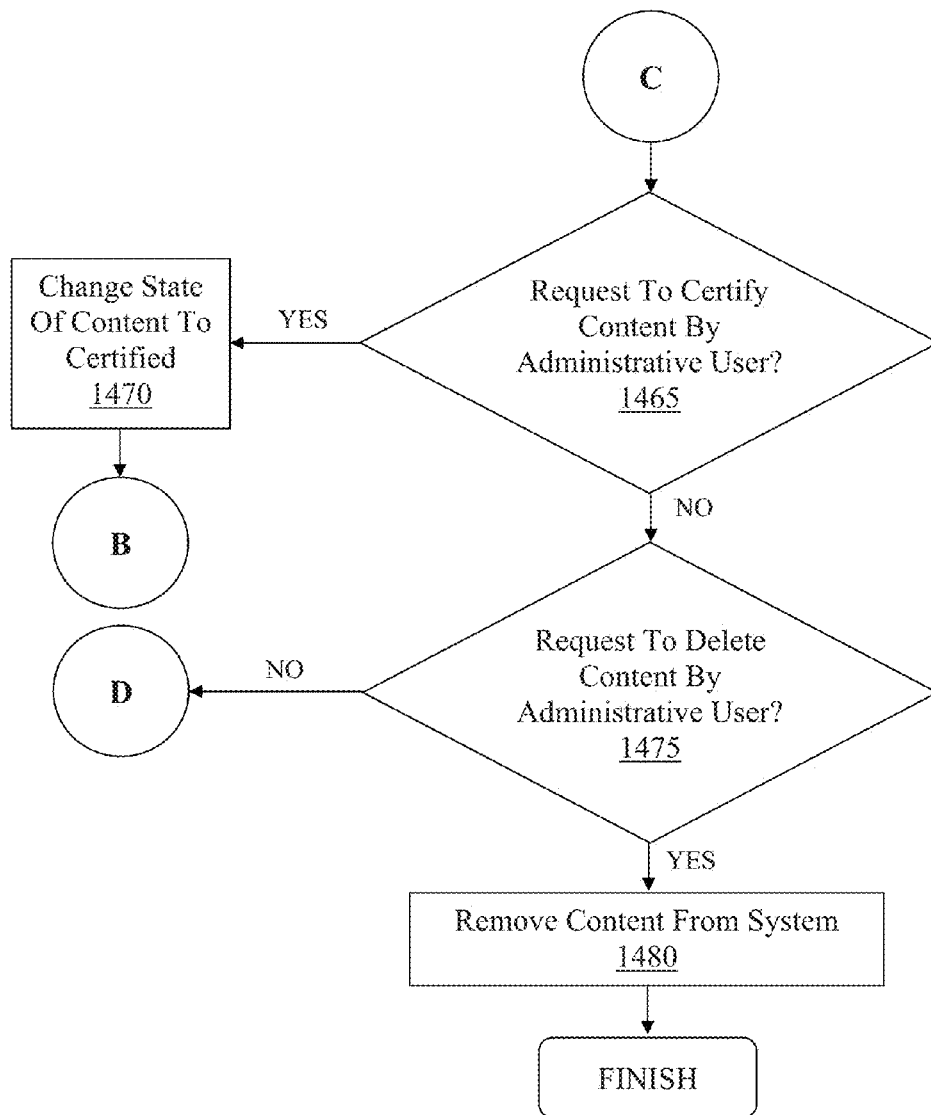 C
Request To Certify
Content By
Administrative User?
1465
YES
Change State
Of Content To
Certified
1470
B
NO
Request To Delete
Content By
Administrative User?
1475
NO
D
YES
Remove Content From System
1480
FINISH